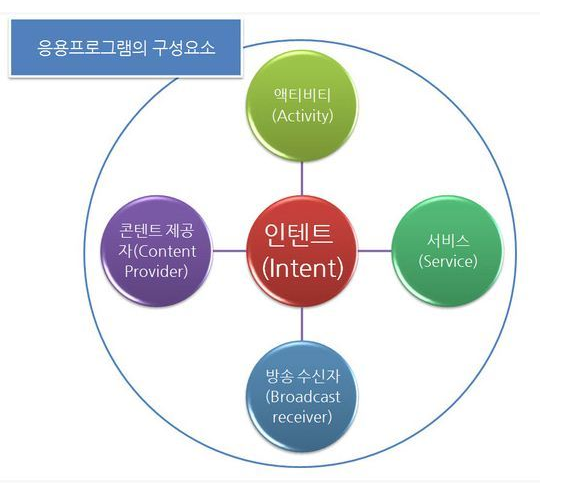 응용프로그램의 구성요소
액티비티
(Activity)
콘텐트 제공
자(Content
Provider)
인텐트
(Intent)
서비스
(Service)
방송 수신자
(Broadcast
receiver)